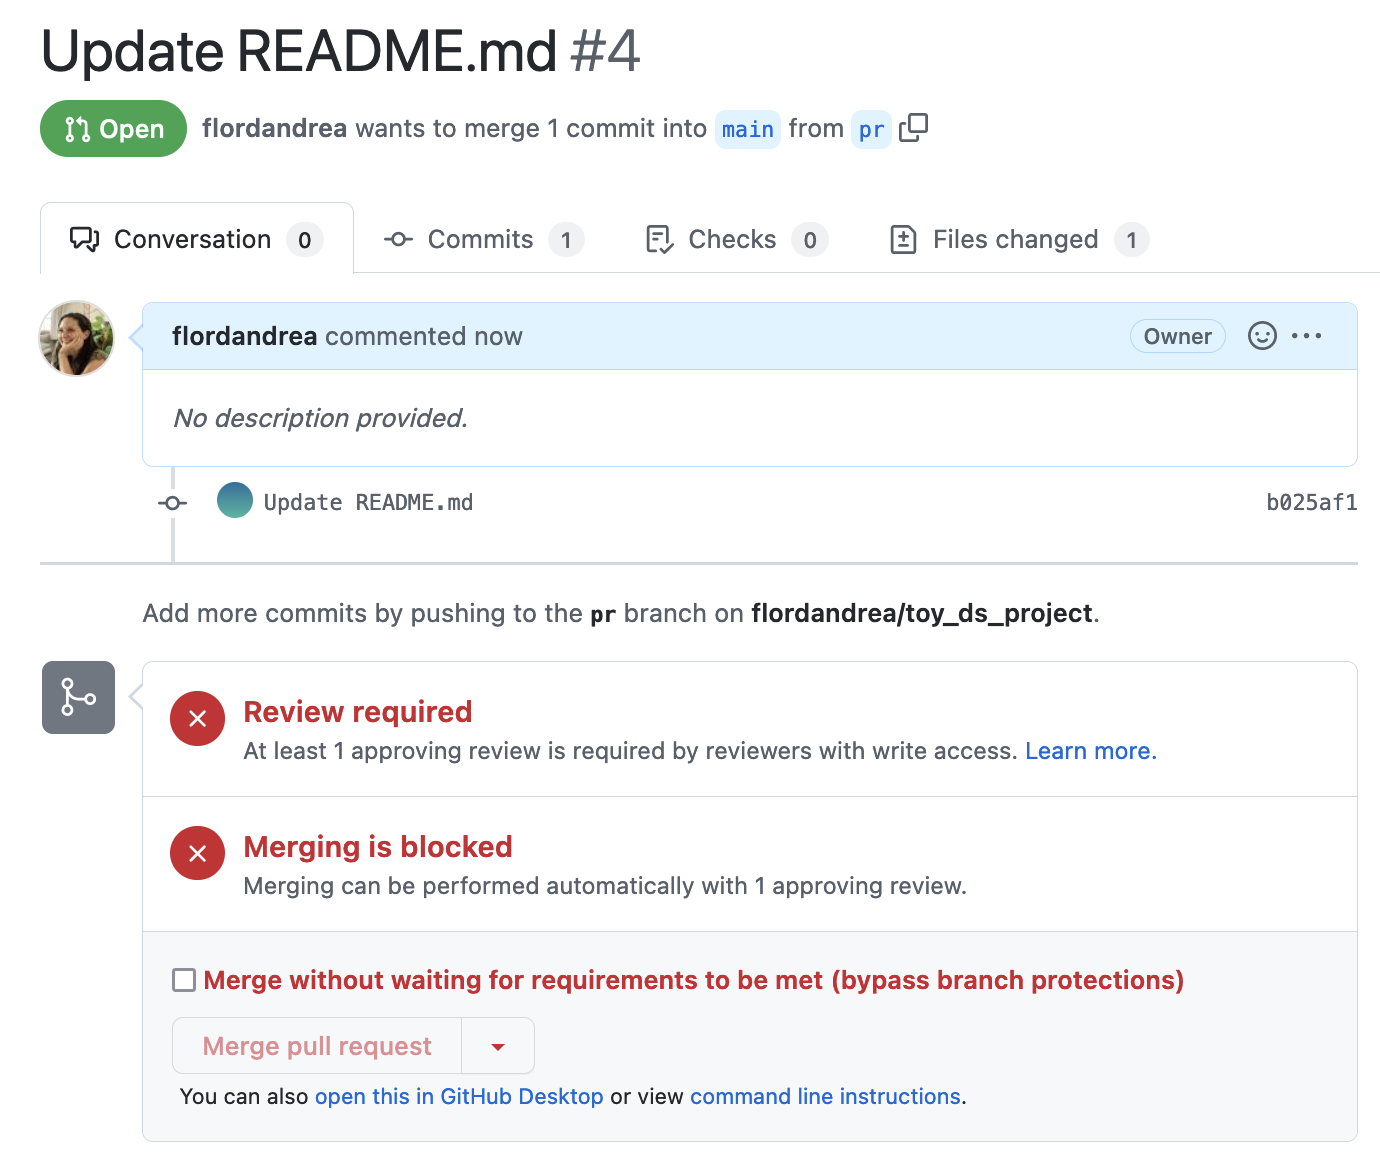 Update README.md #4
Open flordandrea wants to merge 1 commit into main from pr
Conversation 0 Commits 1 Checks 0 Files changed 1
flordandrea commented now Owner
No description provided.
Update README.md b025af1
Add more commits by pushing to the pr branch on flordandrea/toy_ds_project.
Review required
At least 1 approving review is required by reviewers with write access. Learn more.
Merging is blocked
Merging can be performed automatically with 1 approving review.
Merge without waiting for requirements to be met (bypass branch protections)
Merge pull request
You can also open this in GitHub Desktop or view command line instructions.